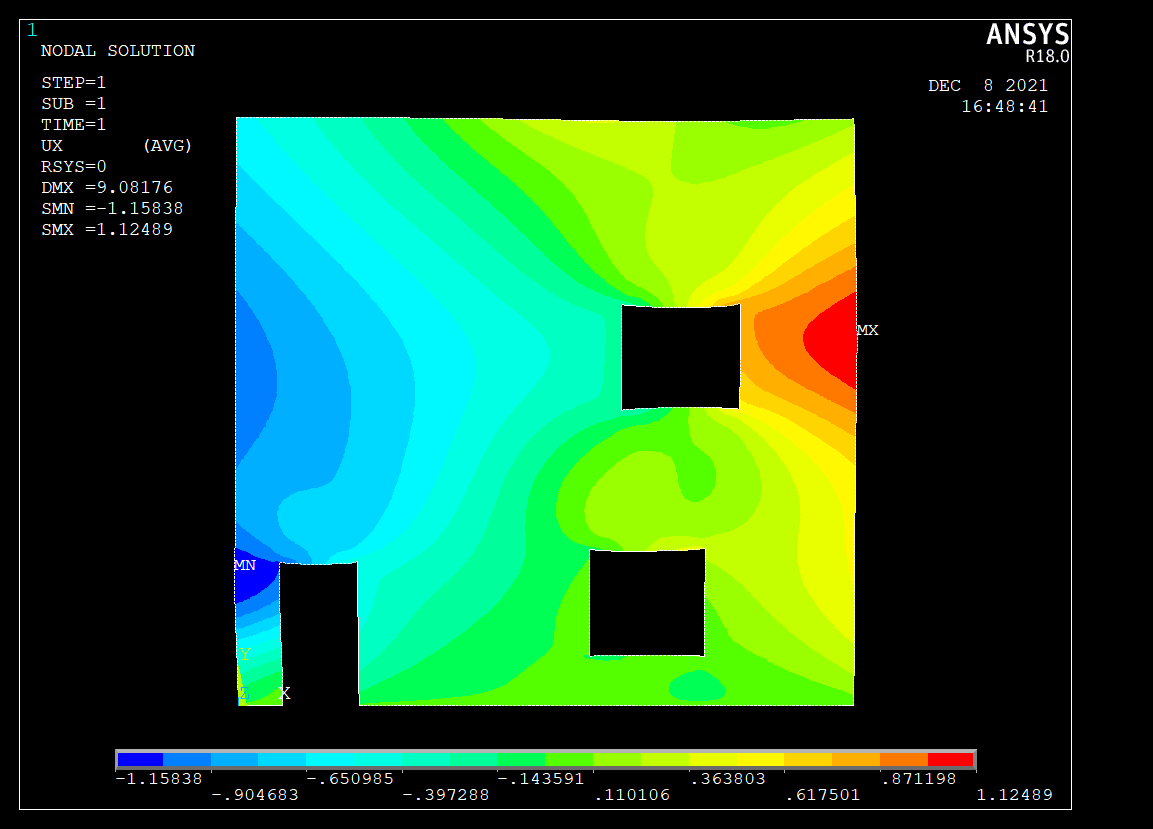 1
ANSYS
R18.0
NODAL SOLUTION
DEC 8 2021
16:48:41
STEP=1
SUB =1
TIME=1
UX (AVG)
RSYS=0
DMX =9.08176
SMN =-1.15838
SMX =1.12489
MX
MN
Y
Z X
-1.15838 -.650985 -.143591 .363803 .871198
-.904683 -.397288 .110106 .617501 1.12489